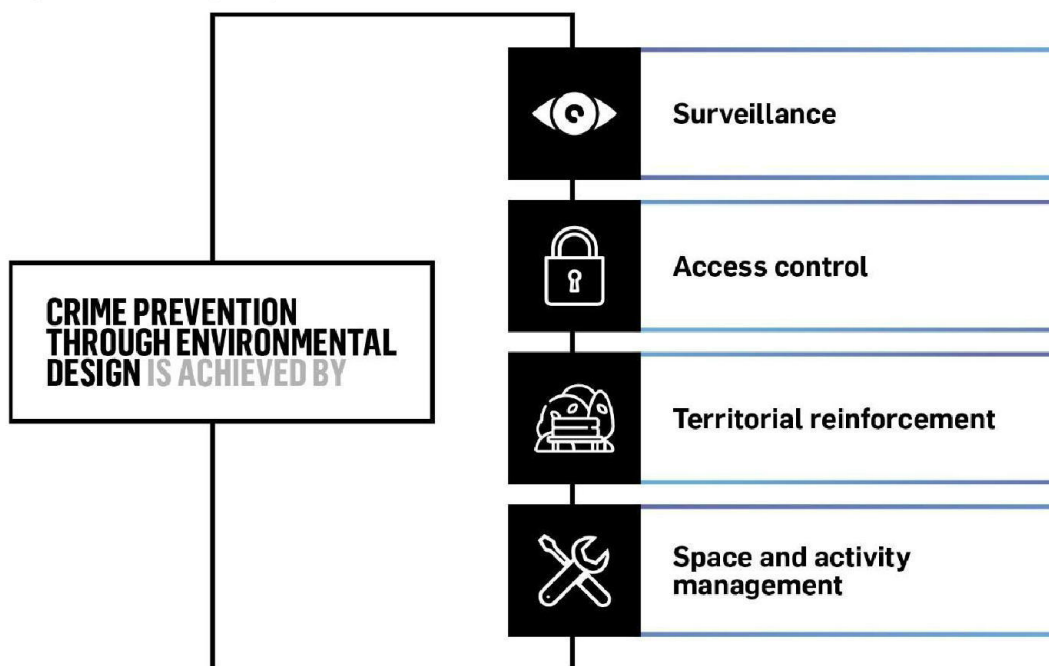 CRIME PREVENTION
THROUGH ENVIRONMENTAL
DESIGN IS ACHIEVED BY
Surveillance
Access control
Territorial reinforcement
Space and activity
management